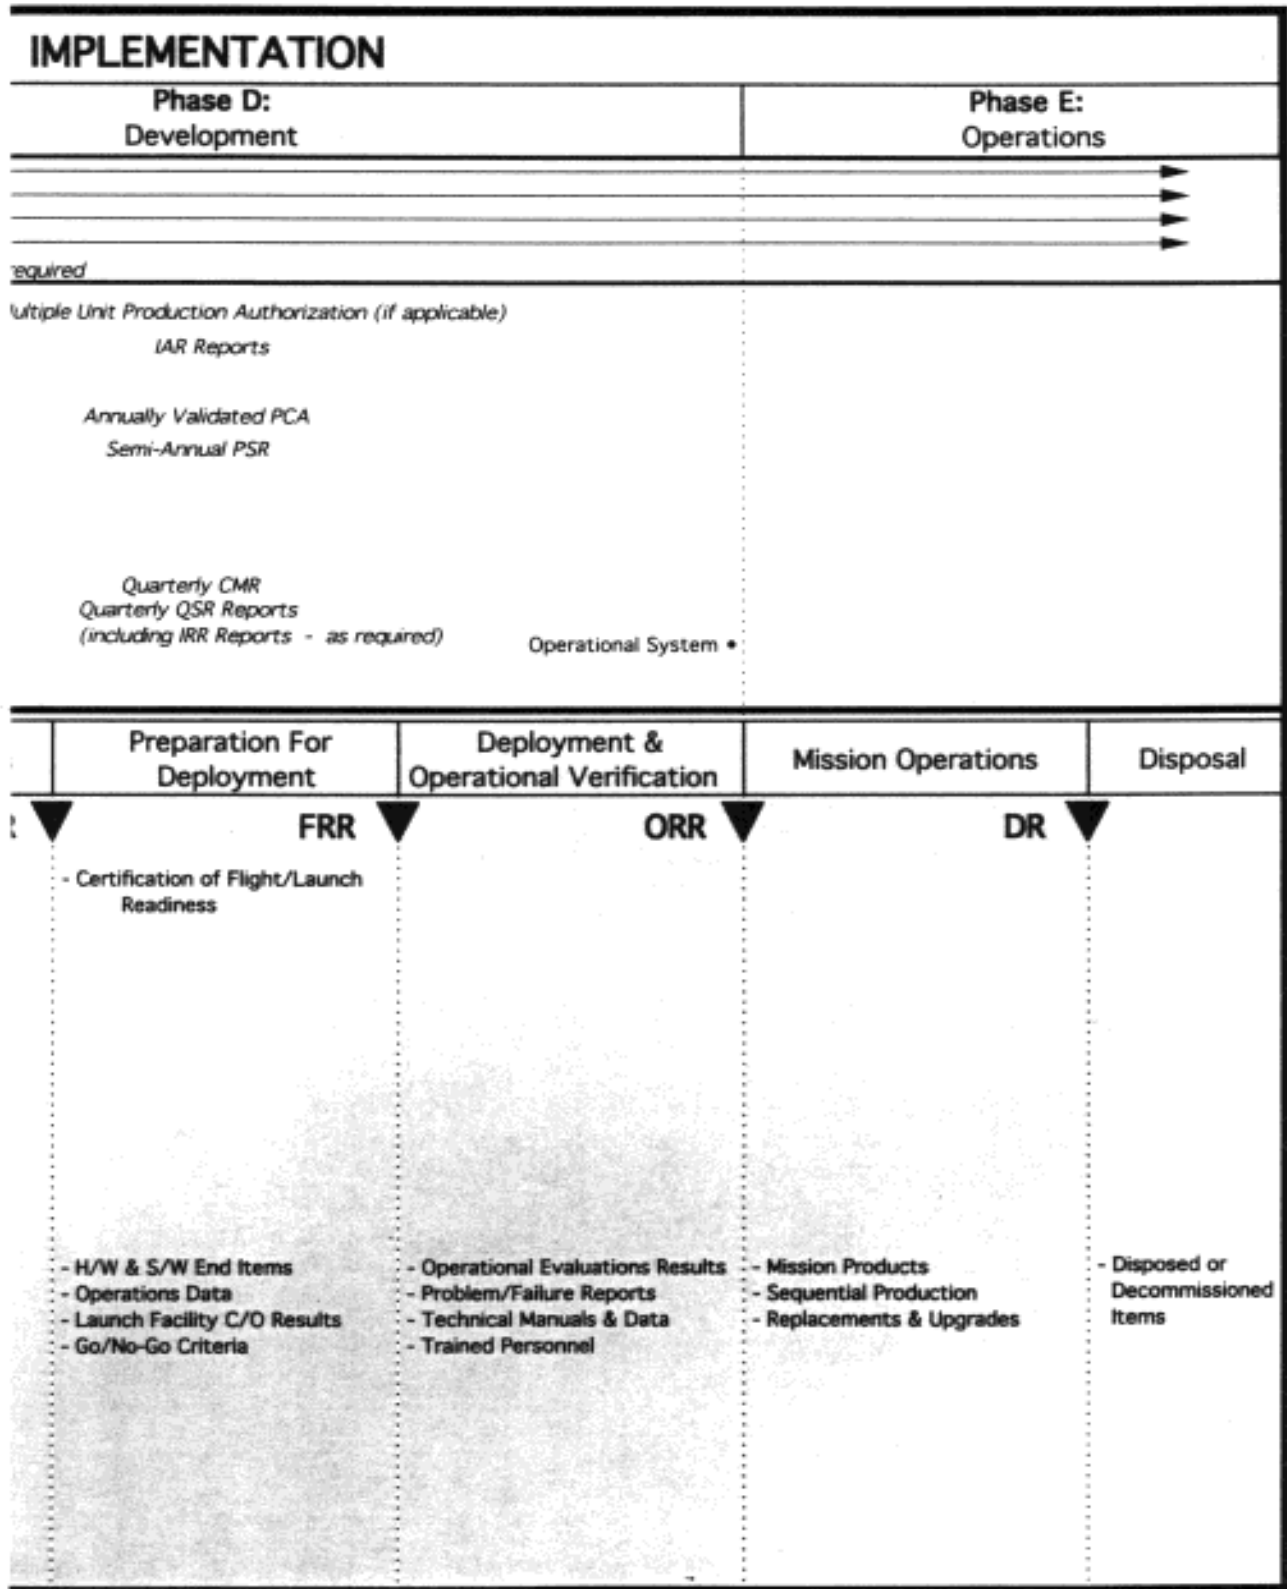 IMPLEMENTATION
Phase D:
Development
Phase E:
Operations
required
Multiple Unit Production Authorization (if applicable)
IAR Reports
Annually Validated PCA
Semi-Annual PSR
Quarterly CMR
Quarterly QSR Reports
(including IRR Reports - as required)
Operational System •
Preparation For
Deployment
Deployment &
Operational Verification
Mission Operations
Disposal
FRR
ORR
DR
- Certification of Flight/Launch
Readiness
- H/W & S/W End Items
- Operations Data
- Launch Facility C/O Results
- Go/No-Go Criteria
- Operational Evaluations Results
- Problem/Failure Reports
- Technical Manuals & Data
- Trained Personnel
- Mission Products
- Sequential Production
- Replacements & Upgrades
- Disposed or
Decommissioned
Items